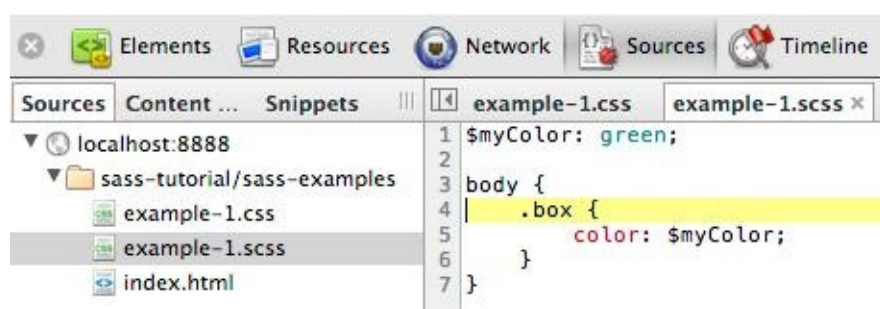 Elements Resources Network Sources Timeline
Sources Content ... Snippets
example-1.css example-1.scss ×
localhost:8888
sass-tutorial/sass-examples
example-1.css
example-1.scss
index.html
1 $myColor: green;
2
3 body {
4 .box {
5 color: $myColor;
6 }
7 }